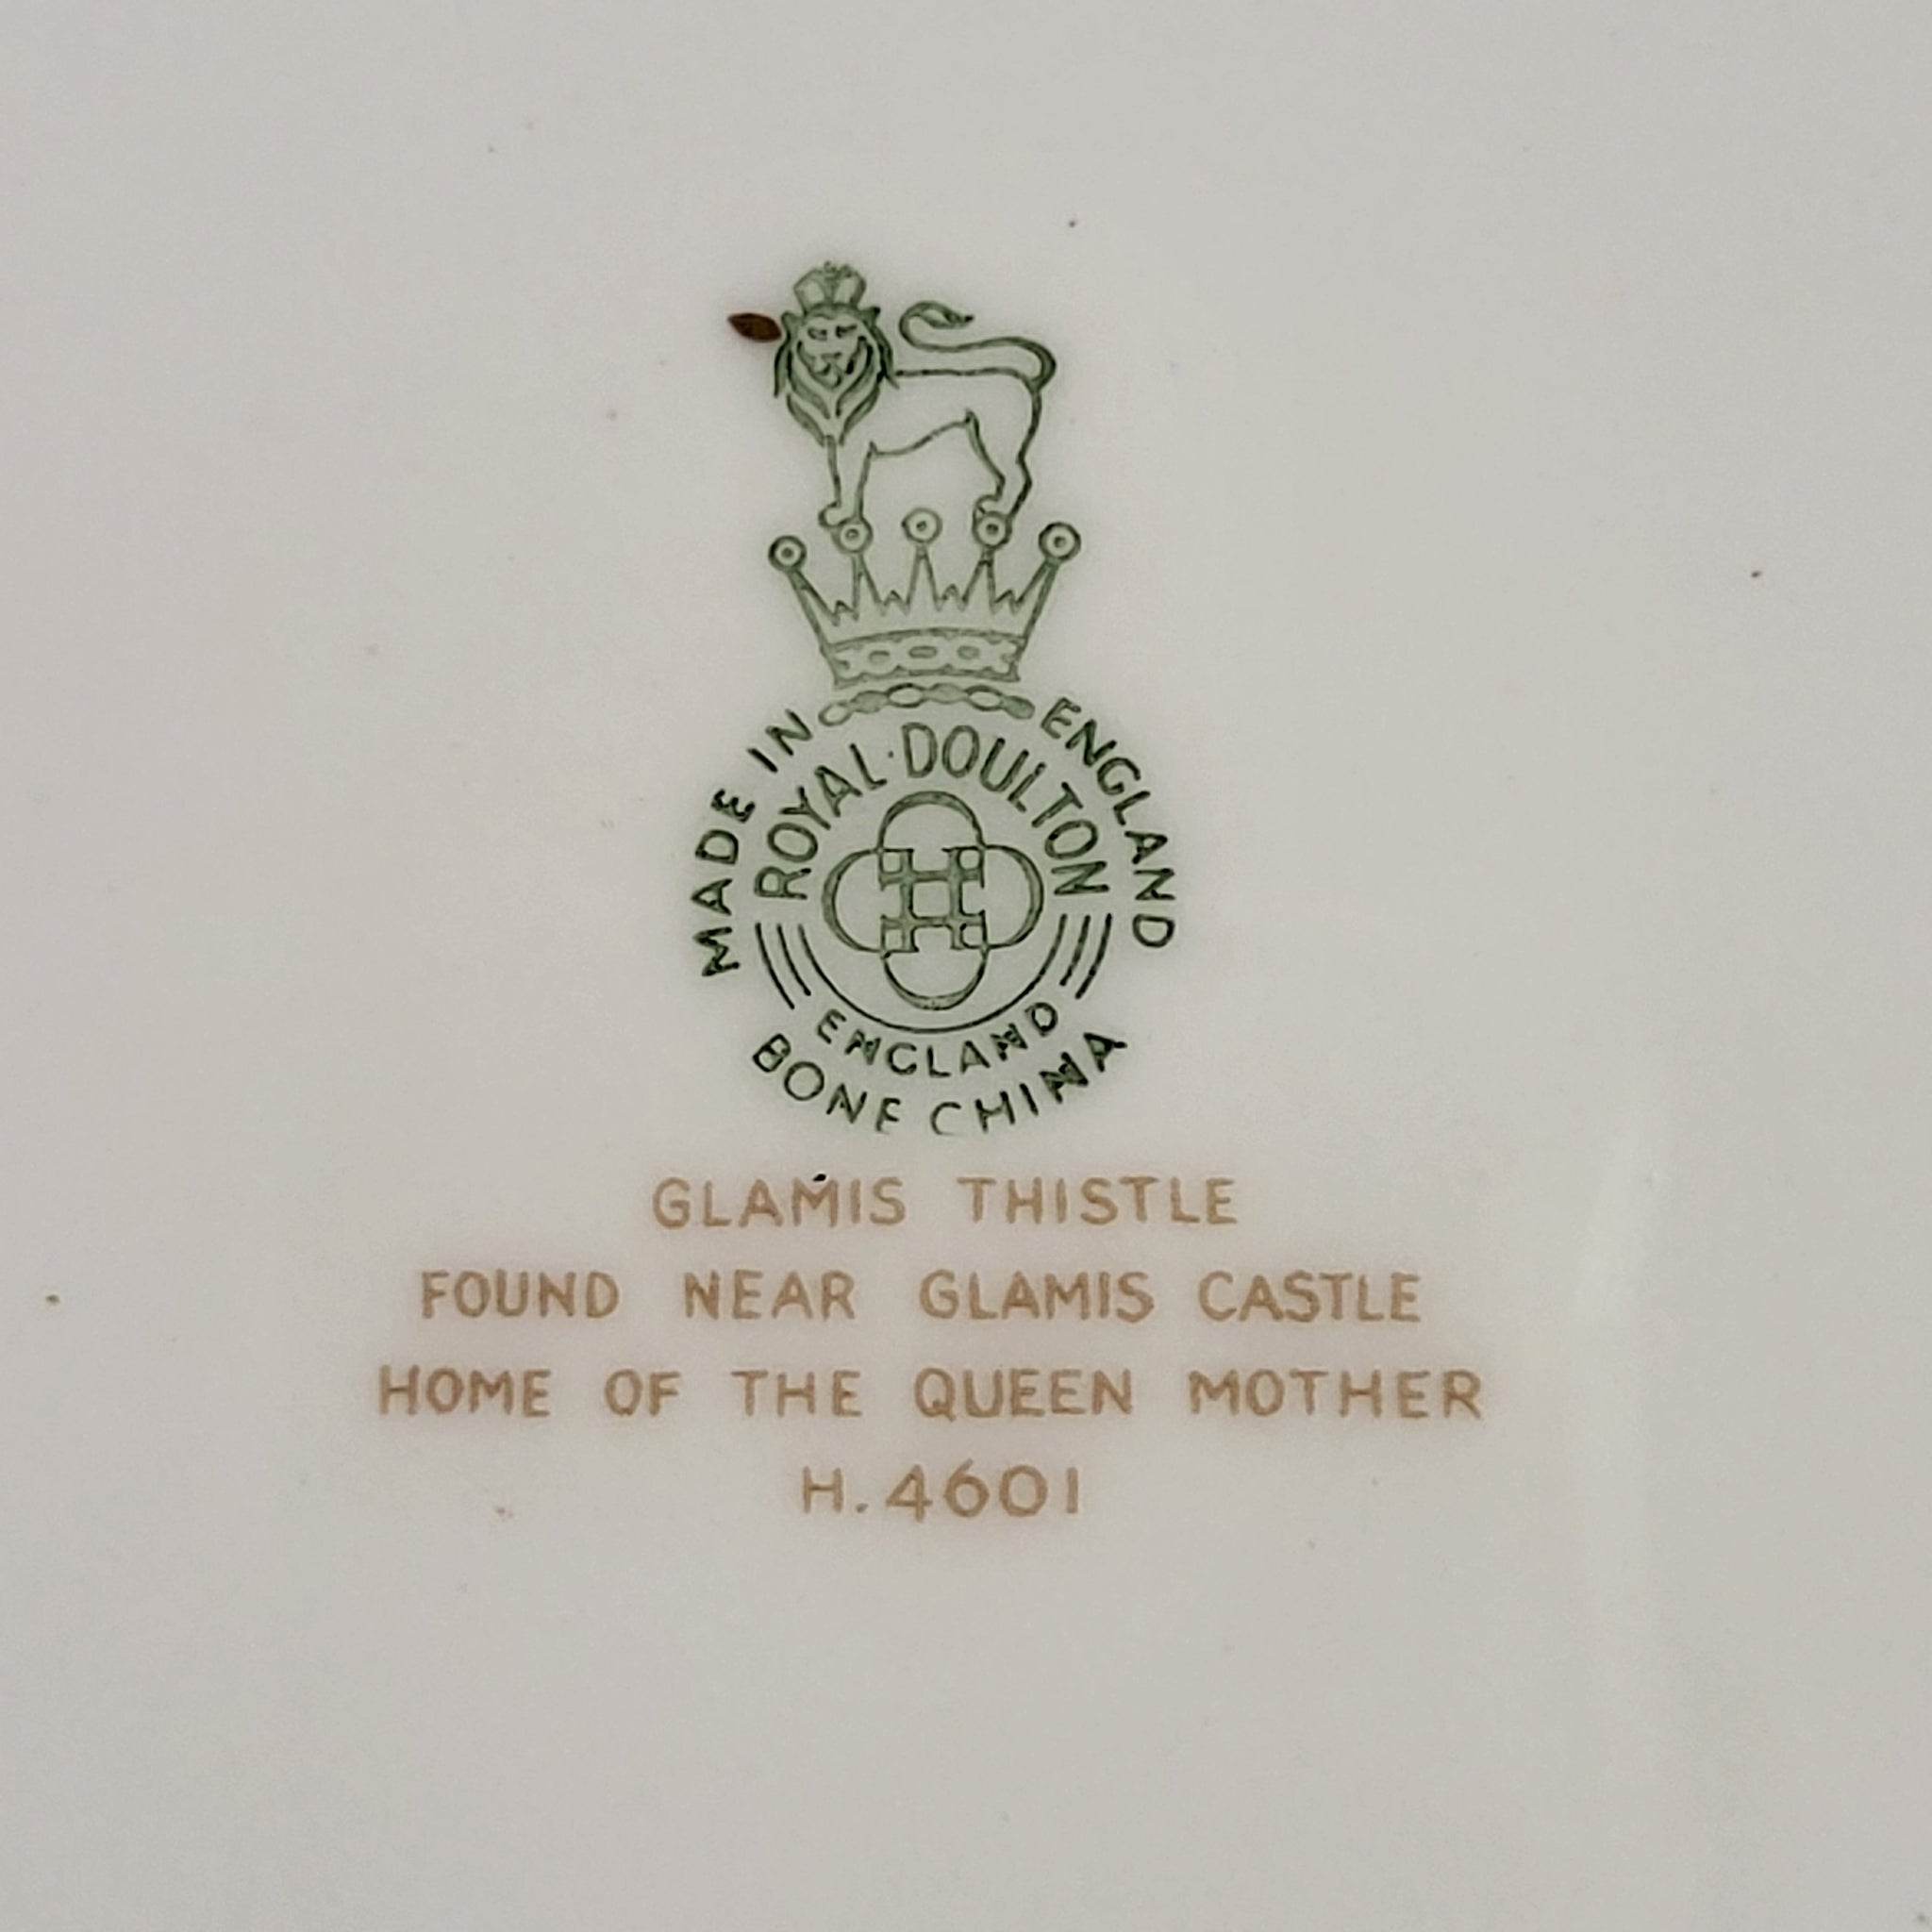 MADE IN ENGLAND
ROYAL·DOULTON
ENGLAND
BONE CHINA
GLAMIS THISTLE
FOUND NEAR GLAMIS CASTLE
HOME OF THE QUEEN MOTHER
H.4601